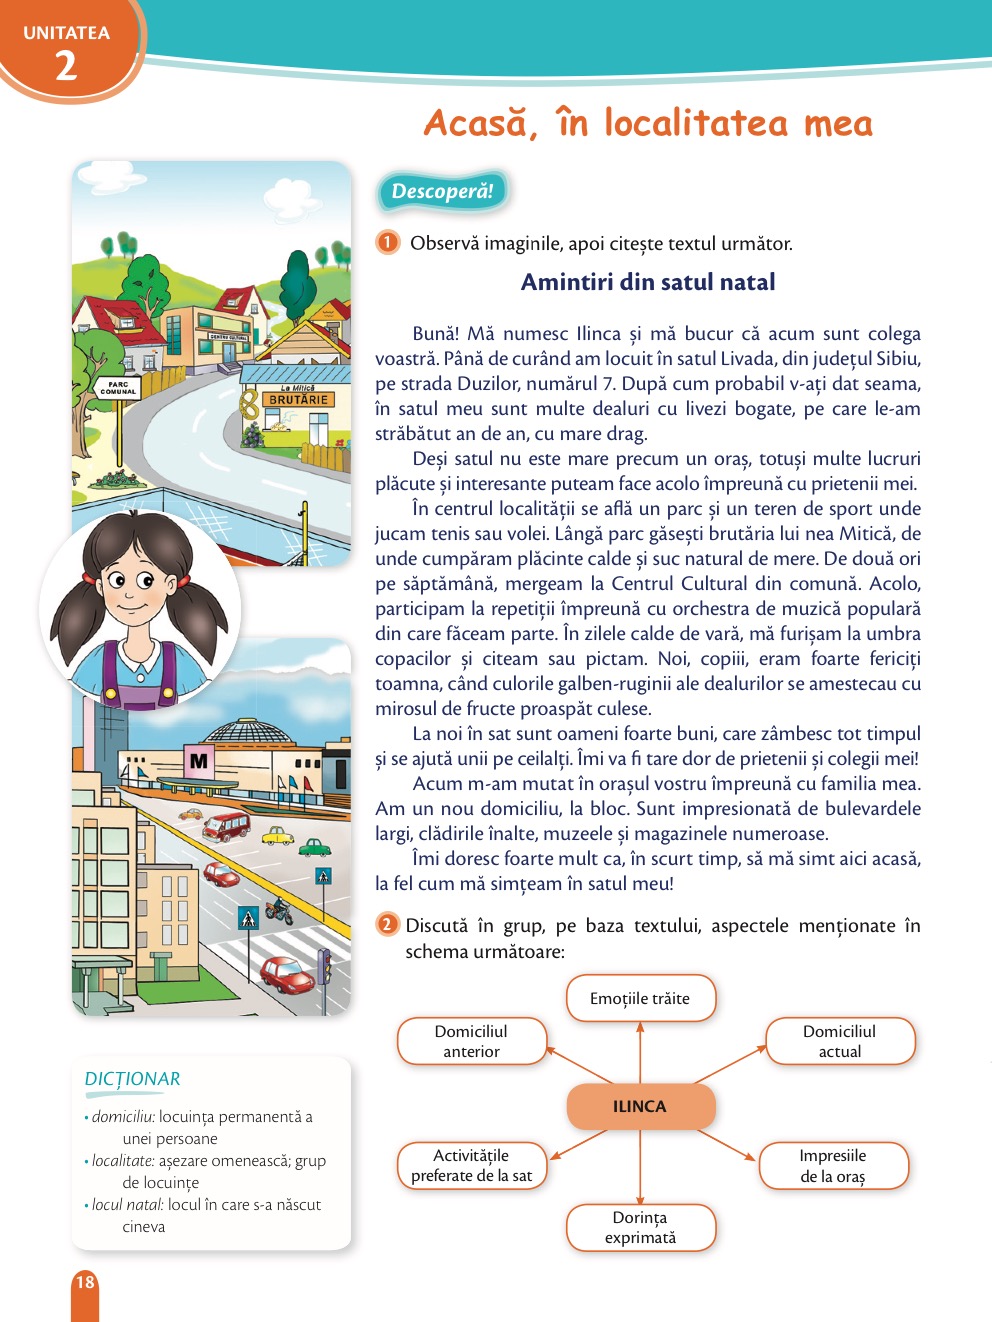 UNITATEA
2
Acasă, în localitatea mea
Descoperă!
1 Observă imaginile, apoi citește textul următor.
Amintiri din satul natal
Bună! Mă numesc Ilinca și mă bucur că acum sunt colega
voastră. Până de curând am locuit în satul Livada, din județul Sibiu,
pe strada Duzilor, numărul 7. După cum probabil v-ați dat seama,
în satul meu sunt multe dealuri cu livezi bogate, pe care le-am
străbătut an de an, cu mare drag.
Deși satul nu este mare precum un oraș, totuși multe lucruri
plăcute și interesante puteam face acolo împreună cu prietenii mei.
În centrul localității se află un parc și un teren de sport unde
jucam tenis sau volei. Lângă parc găsești brutăria lui nea Mitică, de
unde cumpăram plăcinte calde și suc natural de mere. De două ori
pe săptămână, mergeam la Centrul Cultural din comună. Acolo,
participam la repetiții împreună cu orchestra de muzică populară
din care făceam parte. În zilele calde de vară, mă furișam la umbra
copacilor și citeam sau pictam. Noi, copiii, eram foarte fericiți
toamna, când culorile galben-ruginii ale dealurilor se amestecau cu
mirosul de fructe proaspăt culese.
La noi în sat sunt oameni foarte buni, care zâmbesc tot timpul
și se ajută unii pe ceilalți. Îmi va fi tare dor de prietenii și colegii mei!
Acum m-am mutat în orașul vostru împreună cu familia mea.
Am un nou domiciliu, la bloc. Sunt impresionată de bulevardele
largi, clădirile înalte, muzeele și magazinele numeroase.
Îmi doresc foarte mult ca, în scurt timp, să mă simt aici acasă,
la fel cum mă simțeam în satul meu!
2 Discută în grup, pe baza textului, aspectele menționate în
schema următoare:
Emoțiile trăite
Domiciliul
anterior
Domiciliul
actual
ILINCA
Activitățile
preferate de la sat
Impresiile
de la oraș
Dorința
exprimată
CENTRU CULTURAL
PARC
COMUNAL
La Mitică
BRUTĂRIE
M
DICȚIONAR
• domiciliu: locuința permanentă a
unei persoane
• localitate: așezare omenească; grup
de locuințe
• locul natal: locul în care s-a născut
cineva
18